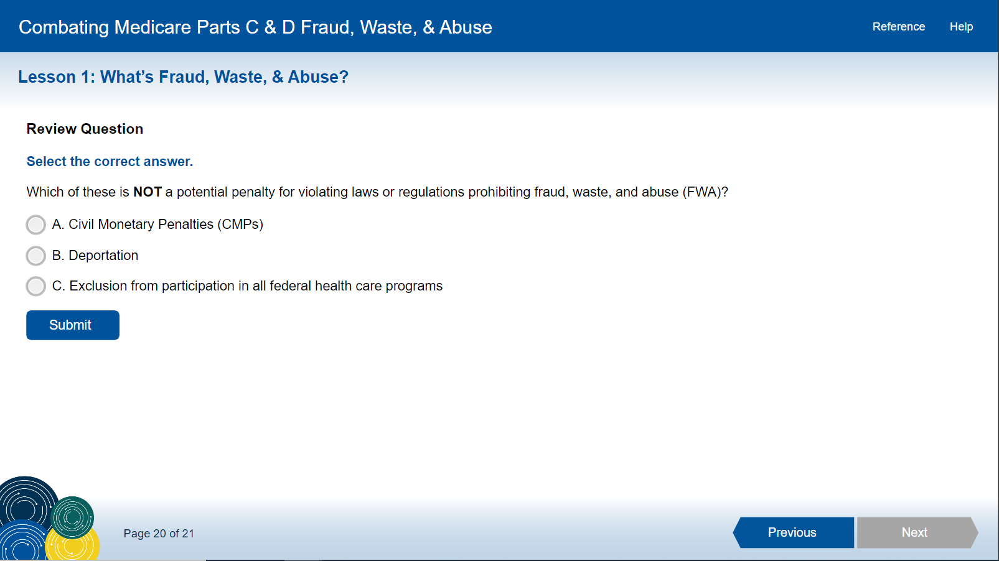 Combating Medicare Parts C & D Fraud, Waste, & Abuse
Reference
Help
Lesson 1: What’s Fraud, Waste, & Abuse?
Review Question
Select the correct answer.
Which of these is NOT a potential penalty for violating laws or regulations prohibiting fraud, waste, and abuse (FWA)?
A. Civil Monetary Penalties (CMPs)
B. Deportation
C. Exclusion from participation in all federal health care programs
Submit
Page 20 of 21
Previous
Next